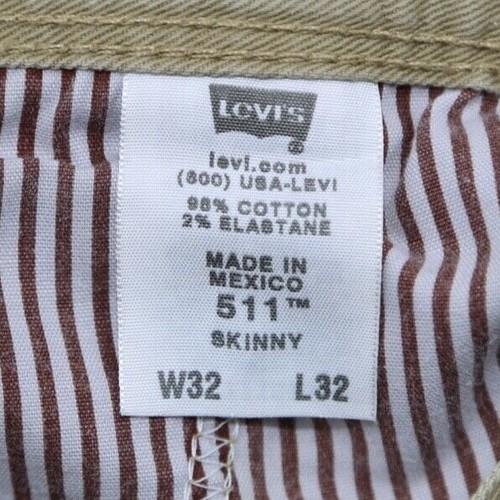 LEVI'S
levi.com
(800) USA-LEVI
98% COTTON
2% ELASTANE
MADE IN
MEXICO
511™
SKINNY
W32 L32